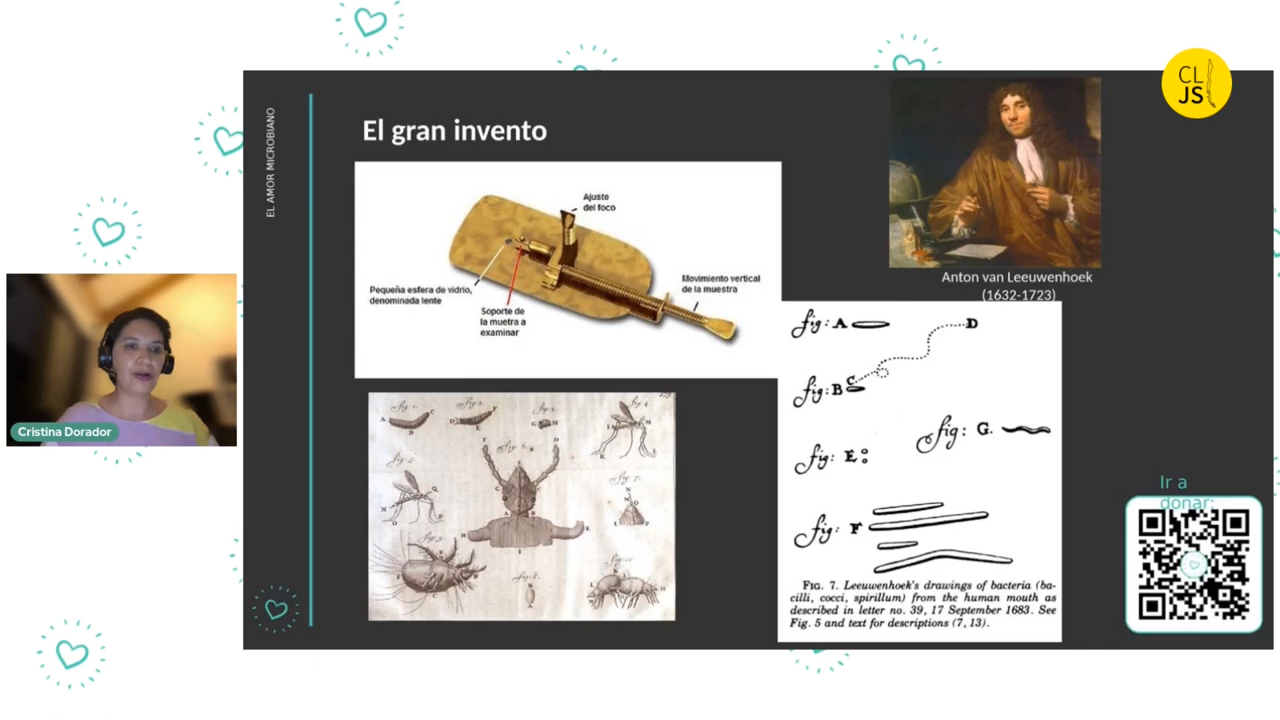 CL
JS
EL AMOR MICROBIANO
El gran invento
Ajuste
del foco
Pequeña esfera de vidrio,
denominada lente
Soporte de
la muetra a
examinar
Movimiento vertical
de la muestra
Anton van Leeuwenhoek
(1632-1723)
Cristina Dorador
fig: A
D
fig: B
C
fig: G.
fig: E
fig: F
FIG. 7. Leeuwenhoek's drawings of bacteria (ba-
cilli, cocci, spirillum) from the human mouth as
described in letter no. 39, 17 September 1683. See
Fig. 5 and text for descriptions (7, 13).
Ir a
donar: